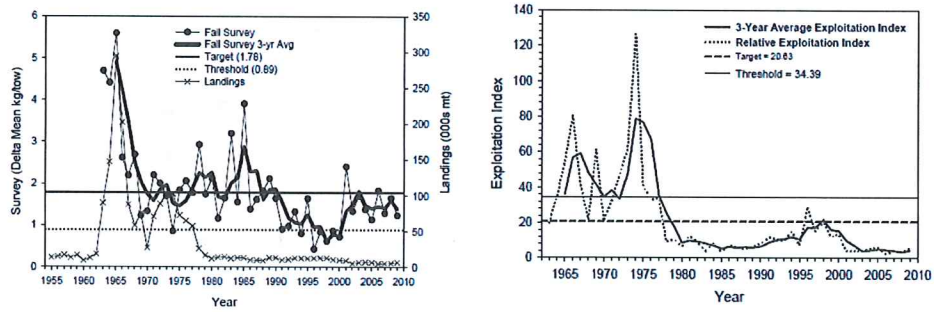 Survey (Delta Mean kg/tow)
6
5
4
3
2
1
0
Fall Survey
Fall Survey 3-yr Avg
Target (1.78)
Threshold (0.89)
Landings
350
300
250
200
150
100
50
0
Landings (000s mt)
1955 1960 1965 1970 1975 1980 1985 1990 1995 2000 2005 2010
Year
Exploitation Index
140
120
100
80
60
40
20
0
3-Year Average Exploitation Index
Relative Exploitation Index
Target = 20.63
Threshold = 34.39
1965 1970 1975 1980 1985 1990 1995 2000 2005 2010
Year